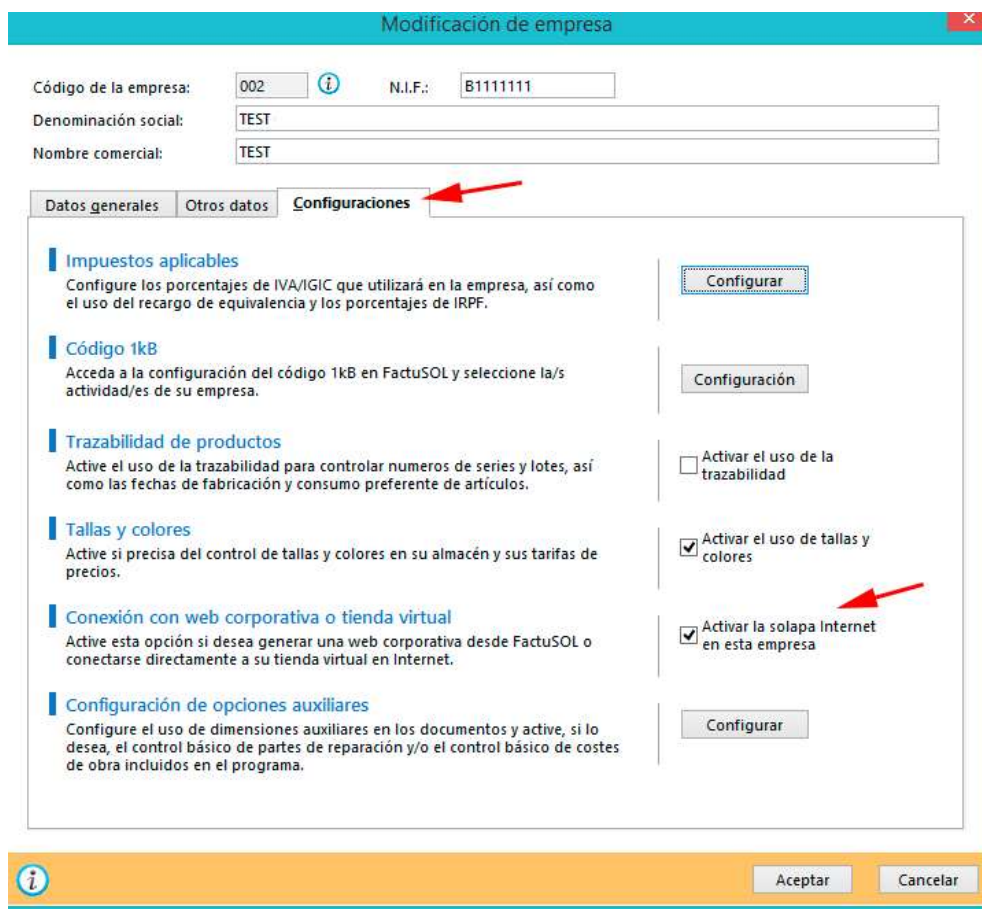 Modificación de empresa
Código de la empresa: 002 N.I.F.: B1111111
Denominación social: TEST
Nombre comercial: TEST
Datos generales Otros datos Configuraciones
Impuestos aplicables
Configure los porcentajes de IVA/IGIC que utilizará en la empresa, así como
el uso del recargo de equivalencia y los porcentajes de IRPF.
Configurar
Código 1kB
Acceda a la configuración del código 1kB en FactuSOL y seleccione la/s
actividad/es de su empresa.
Configuración
Trazabilidad de productos
Active el uso de la trazabilidad para controlar numeros de series y lotes, así
como las fechas de fabricación y consumo preferente de artículos.
Activar el uso de la
trazabilidad
Tallas y colores
Active si precisa del control de tallas y colores en su almacén y sus tarifas de
precios.
Activar el uso de tallas y
colores
Conexión con web corporativa o tienda virtual
Active esta opción si desea generar una web corporativa desde FactuSOL o
conectarse directamente a su tienda virtual en Internet.
Activar la solapa Internet
en esta empresa
Configuración de opciones auxiliares
Configure el uso de dimensiones auxiliares en los documentos y active, si lo
desea, el control básico de partes de reparación y/o el control básico de costes
de obra incluidos en el programa.
Configurar
Aceptar Cancelar